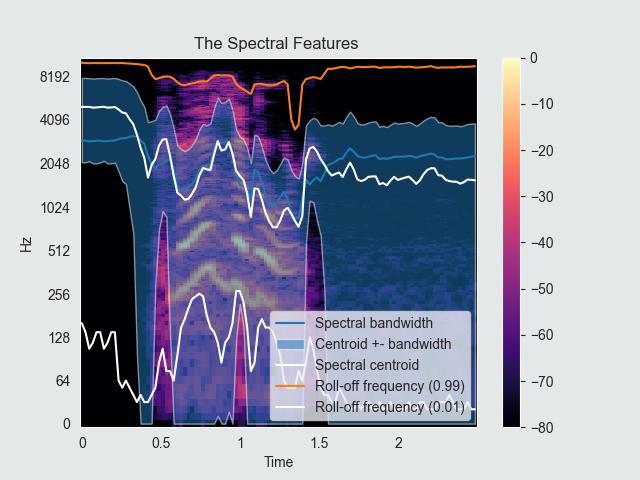 The Spectral Features
8192
4096
2048
1024
512
256
128
64
0
Hz
0
0.5
1
1.5
2
Time
Spectral bandwidth
Centroid +- bandwidth
Spectral centroid
Roll-off frequency (0.99)
Roll-off frequency (0.01)
0
−10
−20
−30
−40
−50
−60
−70
−80